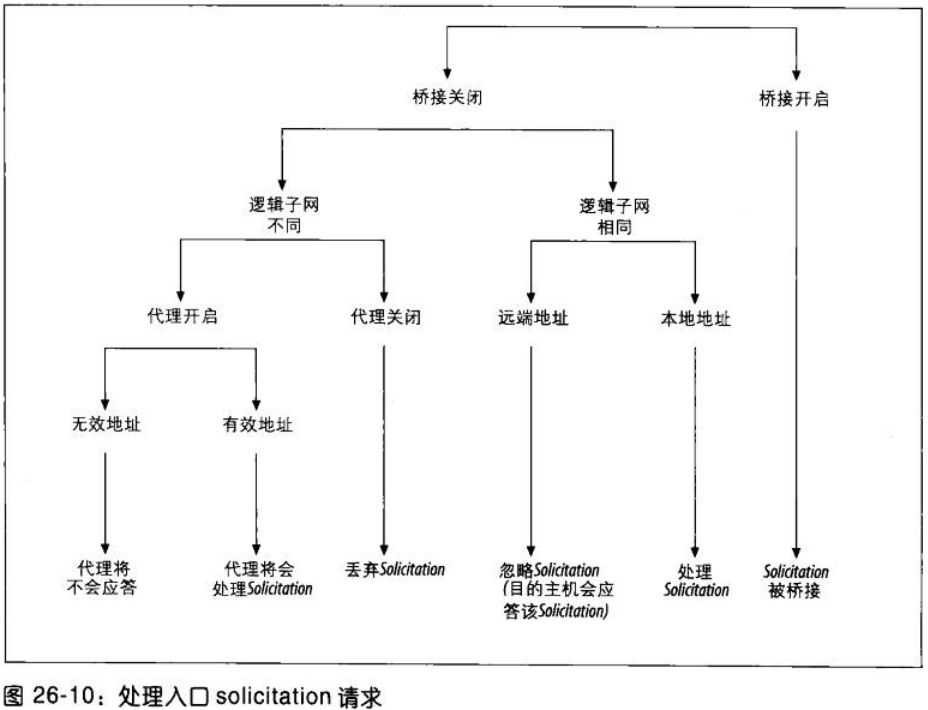 桥接关闭
桥接开启
逻辑子网
不同
逻辑子网
相同
代理开启
代理关闭
远端地址
本地地址
无效地址
有效地址
代理将
不会应答
代理将会
处理Solicitation
丢弃Solicitation
忽略Solicitation
(目的主机会应
答该Solicitation)
处理
Solicitation
Solicitation
被桥接
图 26-10：处理入口 solicitation 请求